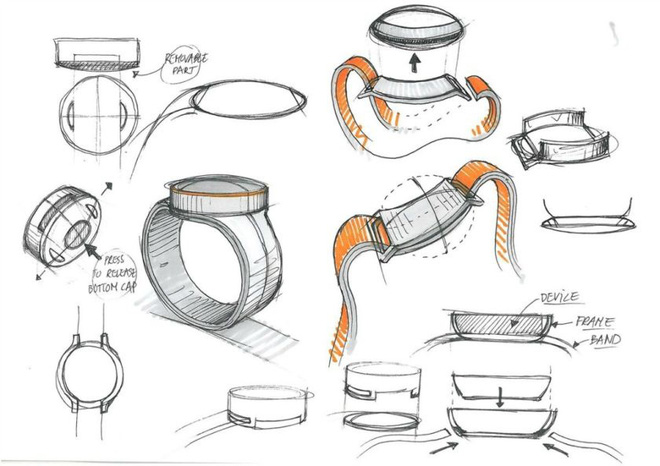 REMOVABLE
PART
PRESS
TO RELEASE
BOTTOM CAP
DEVICE
FRAME
BAND